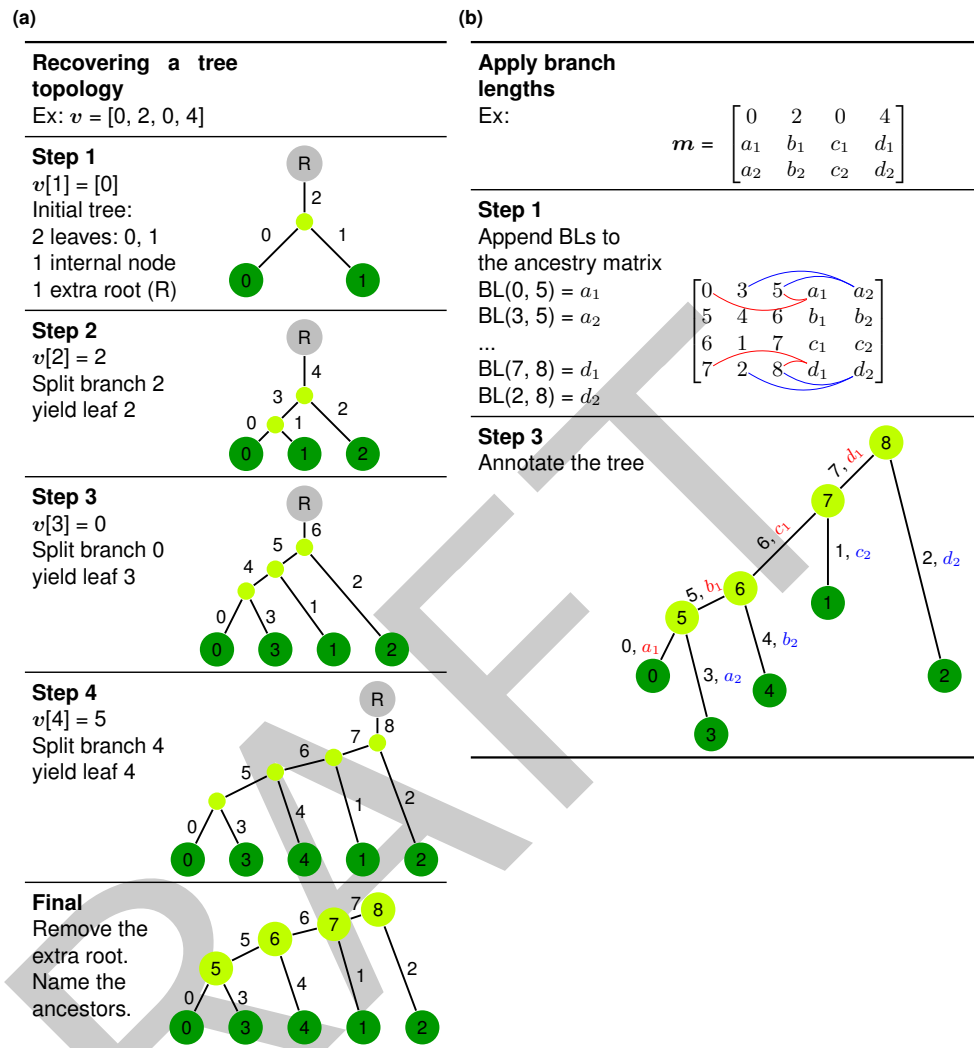 (a)
Recovering a tree
topology
Ex: v = [0, 2, 0, 4]
Step 1
v[1] = [0]
Initial tree:
2 leaves: 0, 1
1 internal node
1 extra root (R)
R
2
0 1
0 1
Step 2
v[2] = 2
Split branch 2
yield leaf 2
R
4
3
0 1 2
0 1 2
Step 3
v[3] = 0
Split branch 0
yield leaf 3
R
6
5
4 2
0 3 1
0 3 1 2
Step 4
v[4] = 5
Split branch 4
yield leaf 4
R
8
7
6
5
0 3 4 1 2
0 3 4 1 2
Final
Remove the
extra root.
Name the
ancestors.
7 8
6 7
5 6
5
0 3 4 1 2
0 3 4 1 2
(b)
Apply branch
lengths
Ex:
m =
0 2 0 4
a₁ b₁ c₁ d₁
a₂ b₂ c₂ d₂
Step 1
Append BLs to
the ancestry matrix
BL(0, 5) = a₁
BL(3, 5) = a₂
...
BL(7, 8) = d₁
BL(2, 8) = d₂
0 3 5 a₁ a₂
5 4 6 b₁ b₂
6 1 7 c₁ c₂
7 2 8 d₁ d₂
Step 3
Annotate the tree
8
7, d₁
7
6, c₁
1, c₂
2, d₂
5, b₁
6
1
5
4, b₂
0, a₁
3, a₂
0
4
2
3
DRAFT